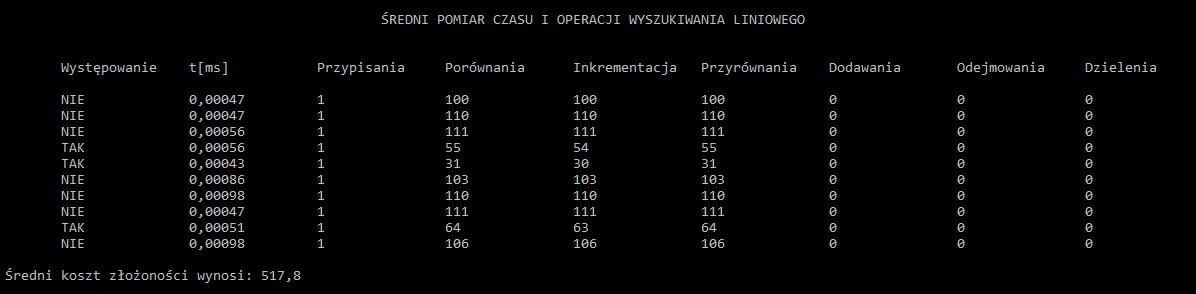 ŚREDNI POMIAR CZASU I OPERACJI WYSZUKIWANIA LINIOWEGO
Występowanie t[ms] Przypisania Porównania Inkrementacja Przyrównania Dodawania Odejmowania Dzielenia
NIE 0,00047 1 100 100 100 0 0 0
NIE 0,00047 1 110 110 110 0 0 0
NIE 0,00056 1 111 111 111 0 0 0
TAK 0,00056 1 55 54 55 0 0 0
TAK 0,00043 1 31 30 31 0 0 0
NIE 0,00086 1 103 103 103 0 0 0
NIE 0,00098 1 110 110 110 0 0 0
NIE 0,00047 1 111 111 111 0 0 0
TAK 0,00051 1 64 63 64 0 0 0
NIE 0,00098 1 106 106 106 0 0 0
Średni koszt złożoności wynosi: 517,8